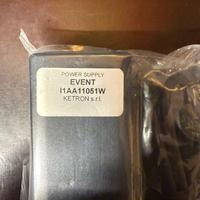 POWER SUPPLY
EVENT
I1AA11051W
KETRON s.r.l.